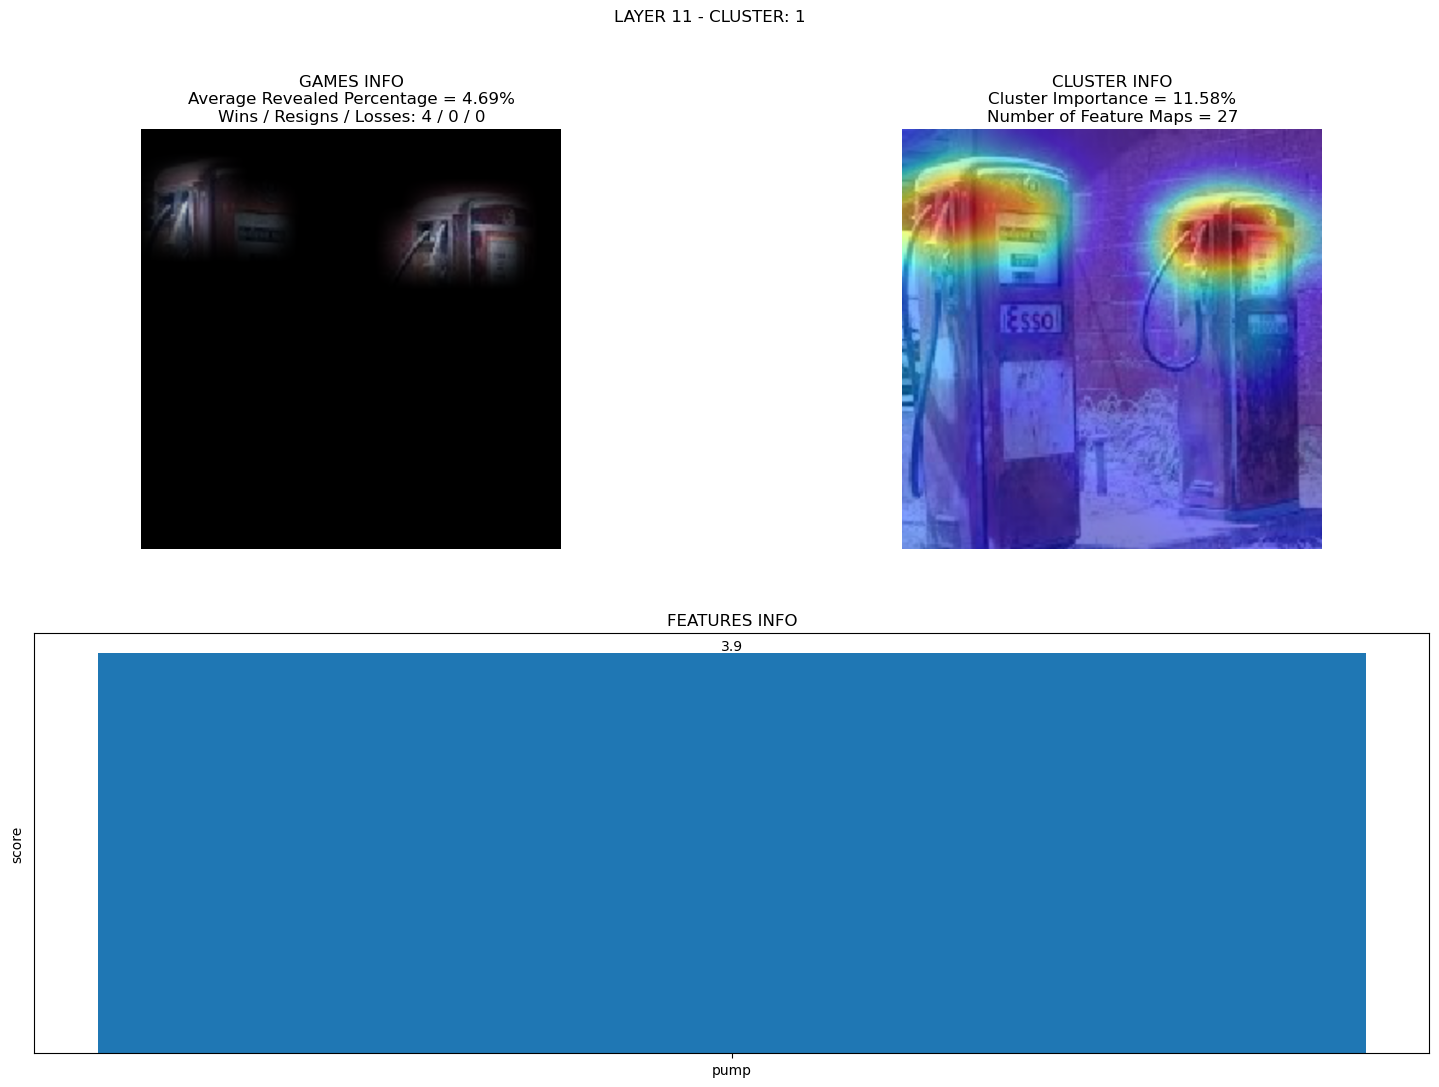 LAYER 11 - CLUSTER: 1
GAMES INFO
Average Revealed Percentage = 4.69%
Wins / Resigns / Losses: 4 / 0 / 0
CLUSTER INFO
Cluster Importance = 11.58%
Number of Feature Maps = 27
ESSO
FEATURES INFO
3.9
score
pump